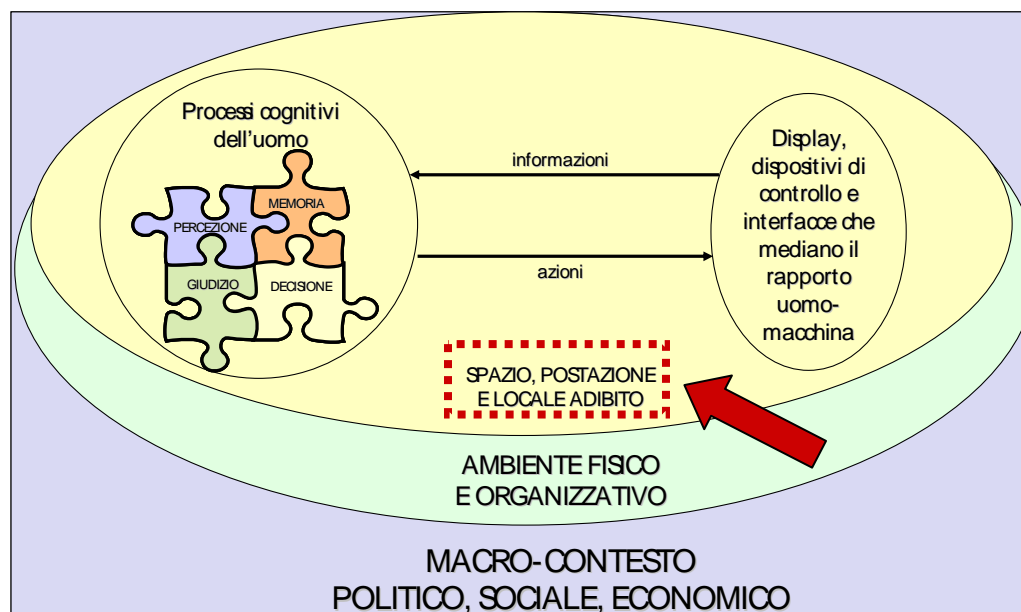 Processi cognitivi
dell'uomo
PERCEZIONE
MEMORIA
GIUDIZIO
DECISIONE
informazioni
azioni
Display,
dispositivi di
controllo e
interfacce che
mediano il
rapporto
uomo-
macchina
SPAZIO, POSTAZIONE
E LOCALE ADIBITO
AMBIENTE FISICO
E ORGANIZZATIVO
MACRO-CONTESTO
POLITICO, SOCIALE, ECONOMICO